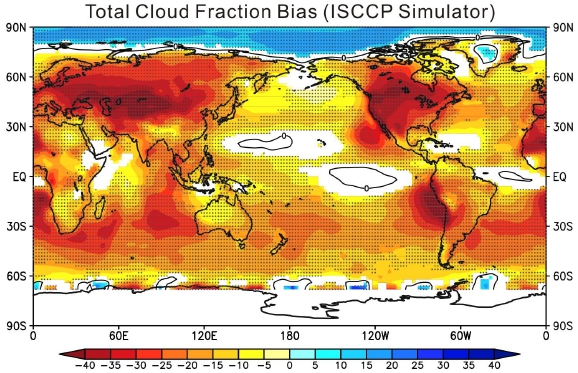 Total Cloud Fraction Bias (ISCCP Simulator)
90N 90N
60N 60N
30N 30N
EQ EQ
30S 30S
60S 60S
90S 90S
0 60E 120E 180 120W 60W 0
−40 −35 −30 −25 −20 −15 −10 −5 0 5 10 15 20 25 30 35 40